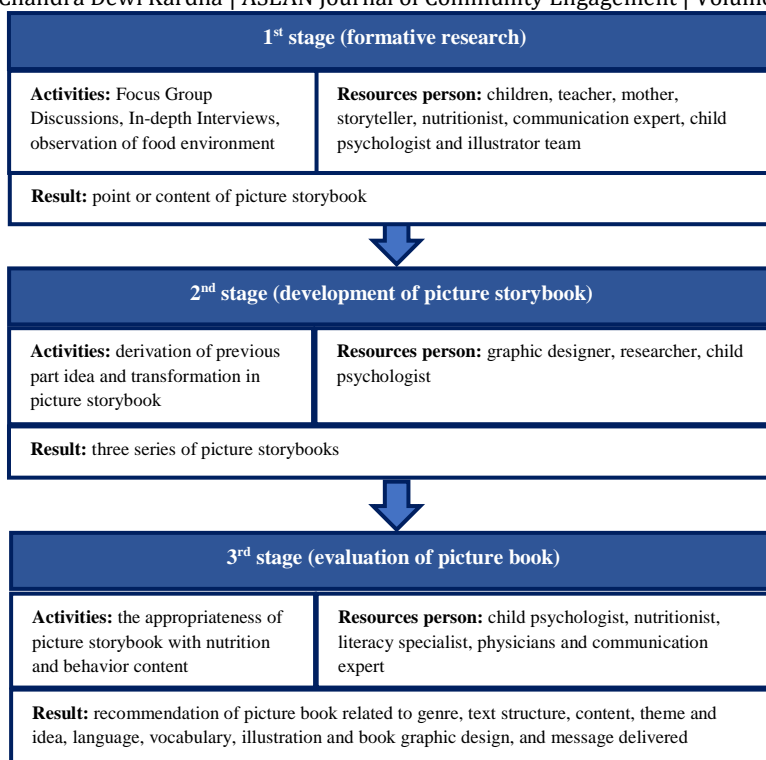 Chandra Dewi Kardha | ASEAN Journal of Community Engagement | Volume
1st stage (formative research)
Activities: Focus Group
Discussions, In-depth Interviews,
observation of food environment
Resources person: children, teacher, mother,
storyteller, nutritionist, communication expert, child
psychologist and illustrator team
Result: point or content of picture storybook
2nd stage (development of picture storybook)
Activities: derivation of previous
part idea and transformation in
picture storybook
Resources person: graphic designer, researcher, child
psychologist
Result: three series of picture storybooks
3rd stage (evaluation of picture book)
Activities: the appropriateness of
picture storybook with nutrition
and behavior content
Resources person: child psychologist, nutritionist,
literacy specialist, physicians and communication
expert
Result: recommendation of picture book related to genre, text structure, content, theme and
idea, language, vocabulary, illustration and book graphic design, and message delivered